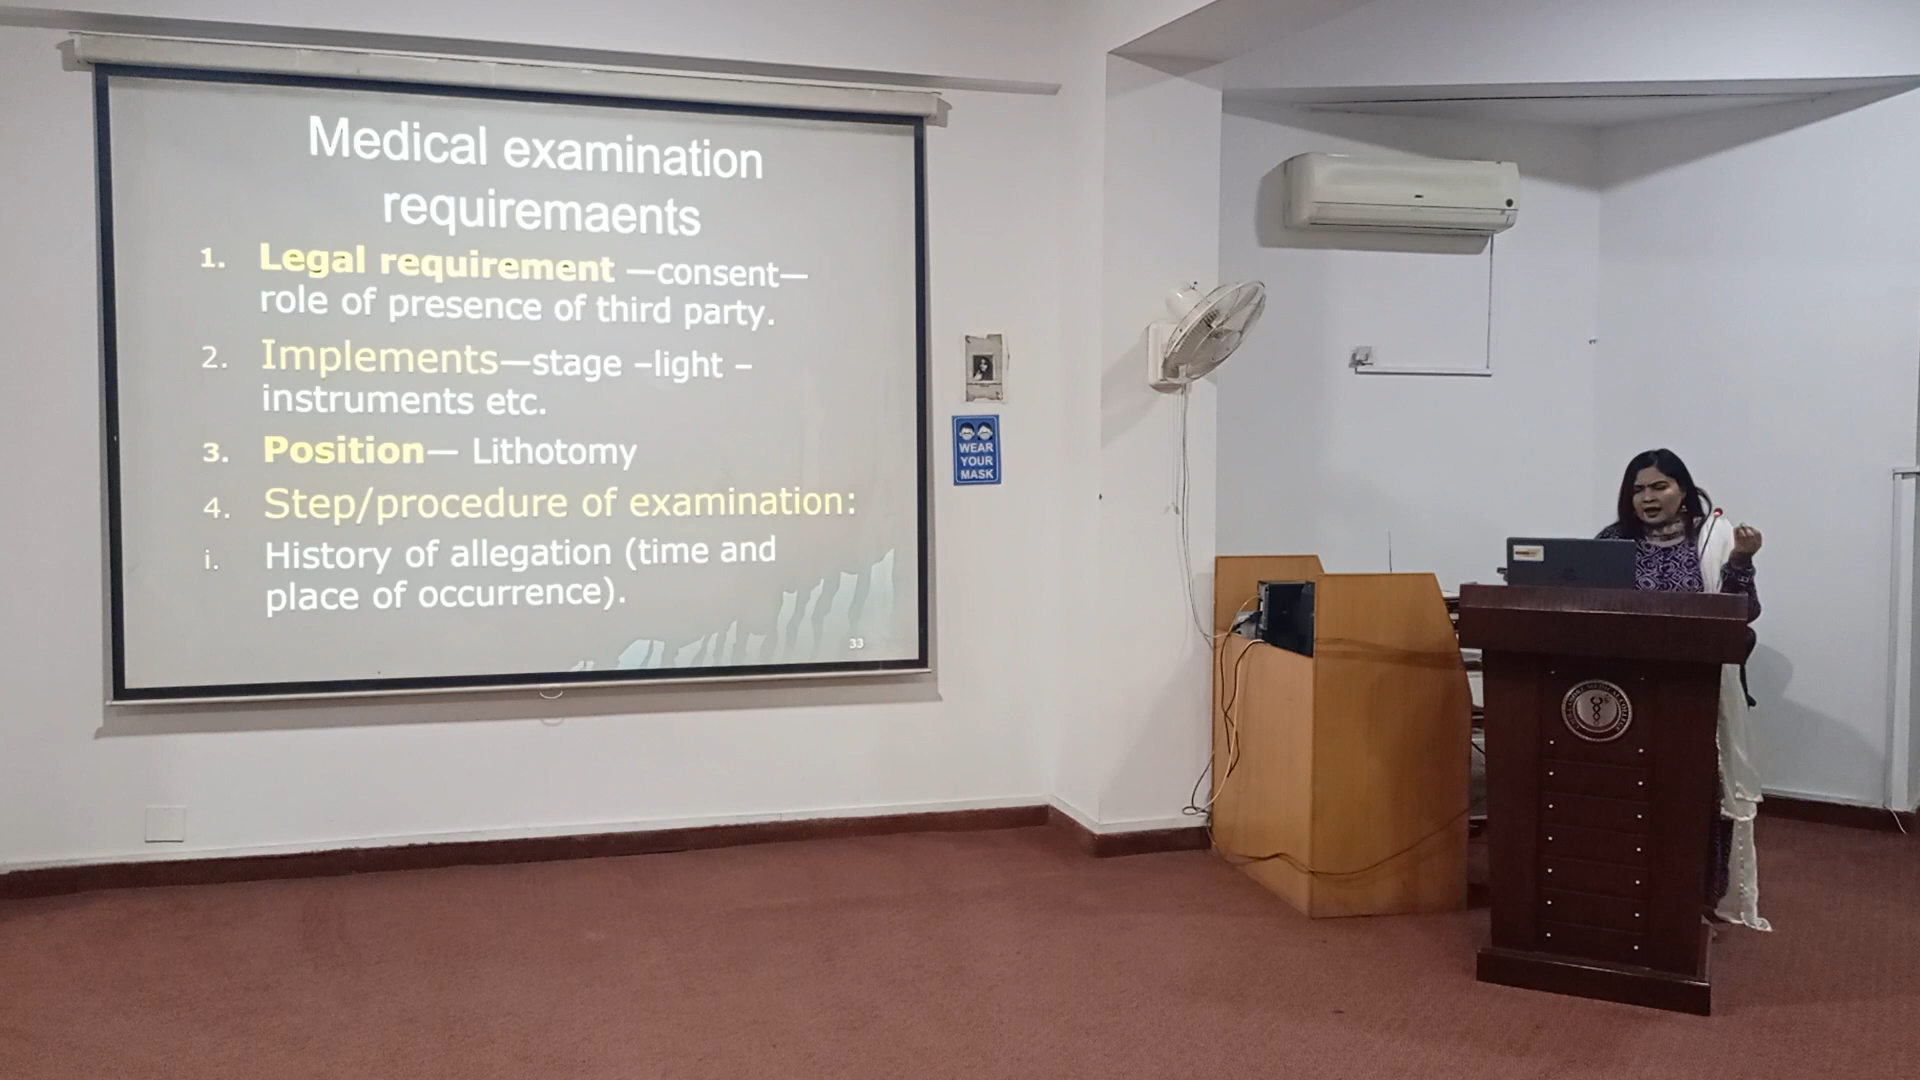 Medical examination
requiremaents
1. Legal requirement —consent—
role of presence of third party.
2. Implements—stage –light –
instruments etc.
3. Position— Lithotomy
4. Step/procedure of examination:
i. History of allegation (time and
place of occurrence).
33
WEAR
YOUR
MASK